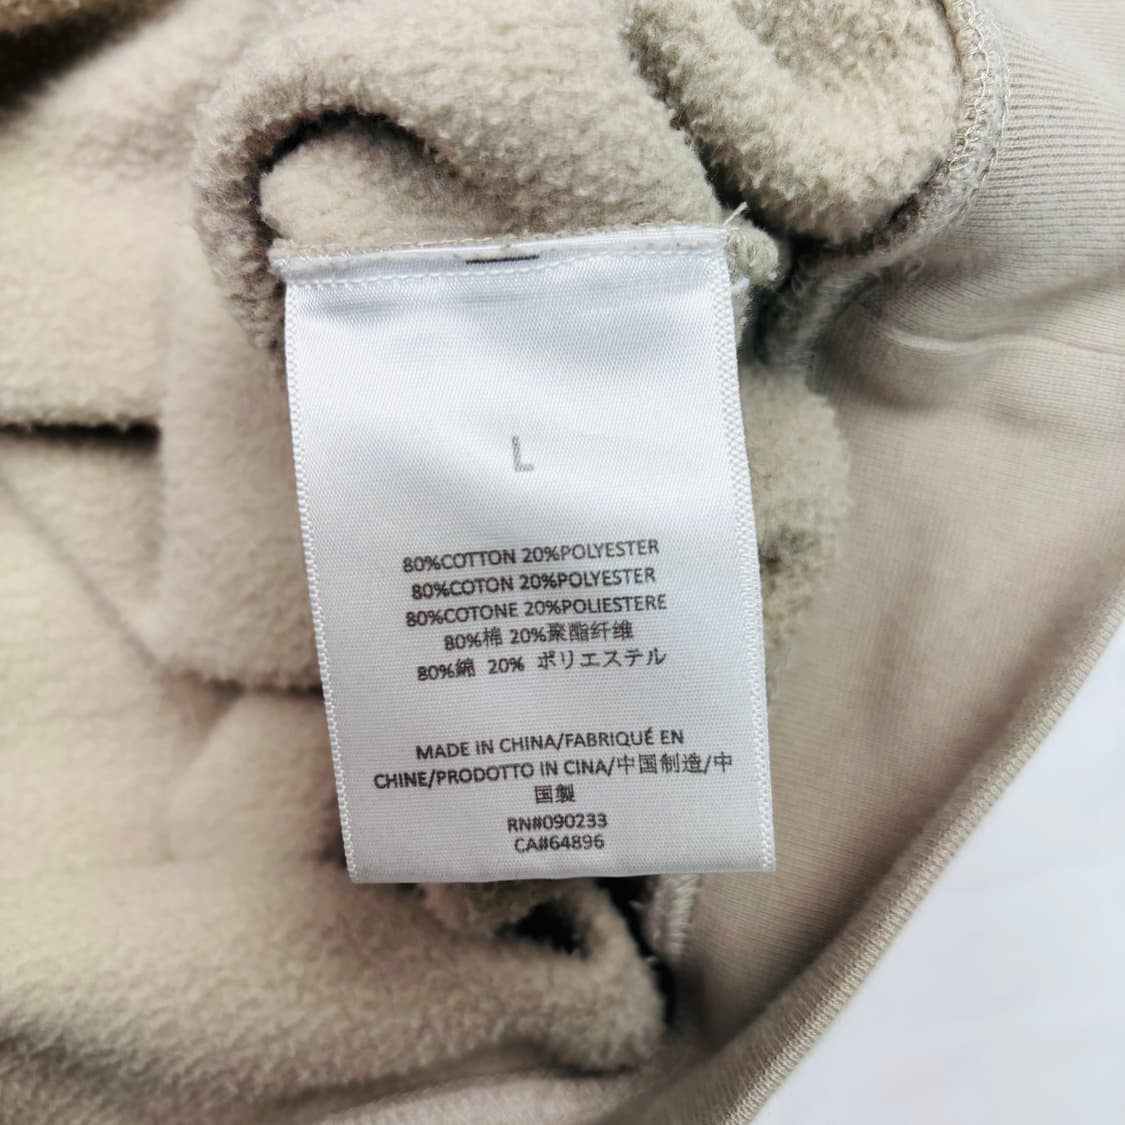 L
80%COTTON 20%POLYESTER
80%COTON 20%POLYESTER
80%COTONE 20%POLIESTERE
80%棉 20%聚酯纤维
80%綿 20% ポリエステル
MADE IN CHINA/FABRIQUÉ EN
CHINE/PRODOTTO IN CINA/中国制造/中
国製
RN#090233
CA#64896